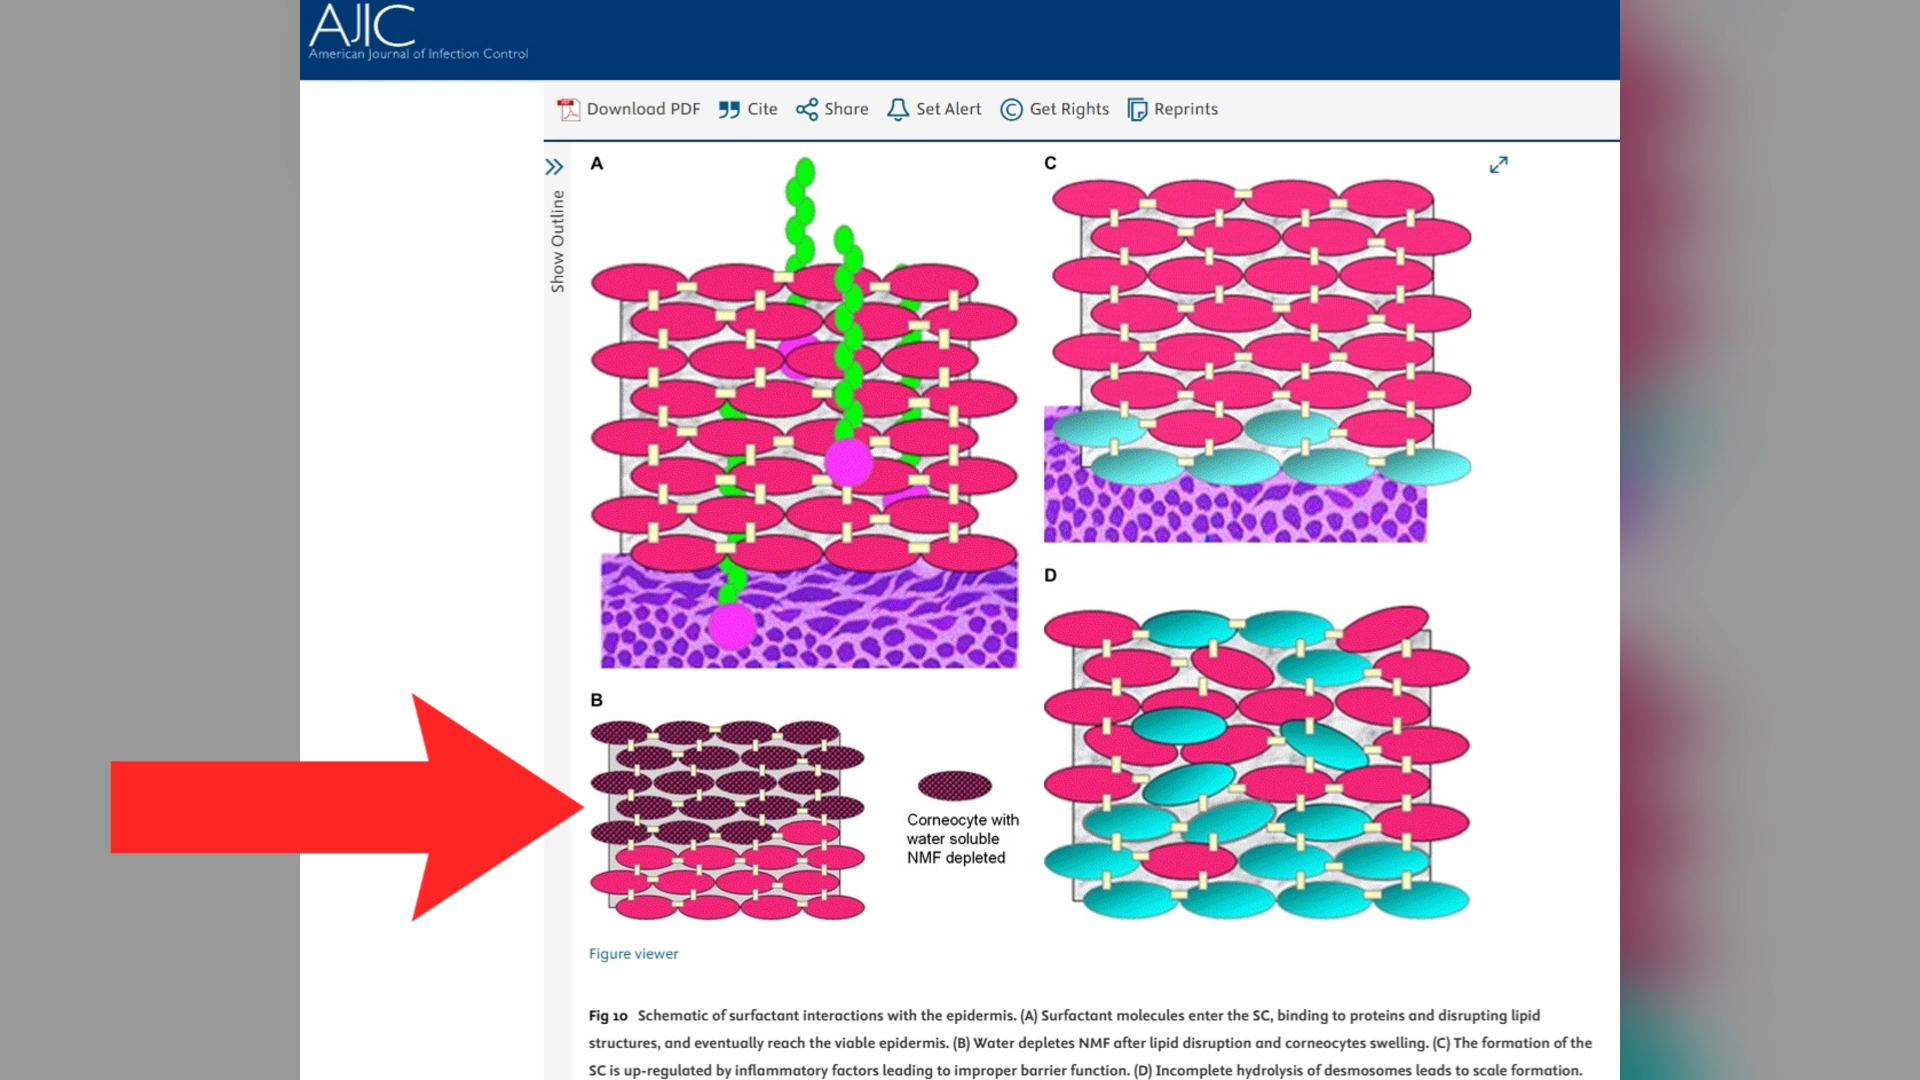 AJIC
American Journal of Infection Control
Download PDF Cite Share Set Alert Get Rights Reprints
Show Outline
A
C
D
B
Corneocyte with
water soluble
NMF depleted
Figure viewer
Fig 10 Schematic of surfactant interactions with the epidermis. (A) Surfactant molecules enter the SC, binding to proteins and disrupting lipid
structures, and eventually reach the viable epidermis. (B) Water depletes NMF after lipid disruption and corneocytes swelling. (C) The formation of the
SC is up-regulated by inflammatory factors leading to improper barrier function. (D) Incomplete hydrolysis of desmosomes leads to scale formation.